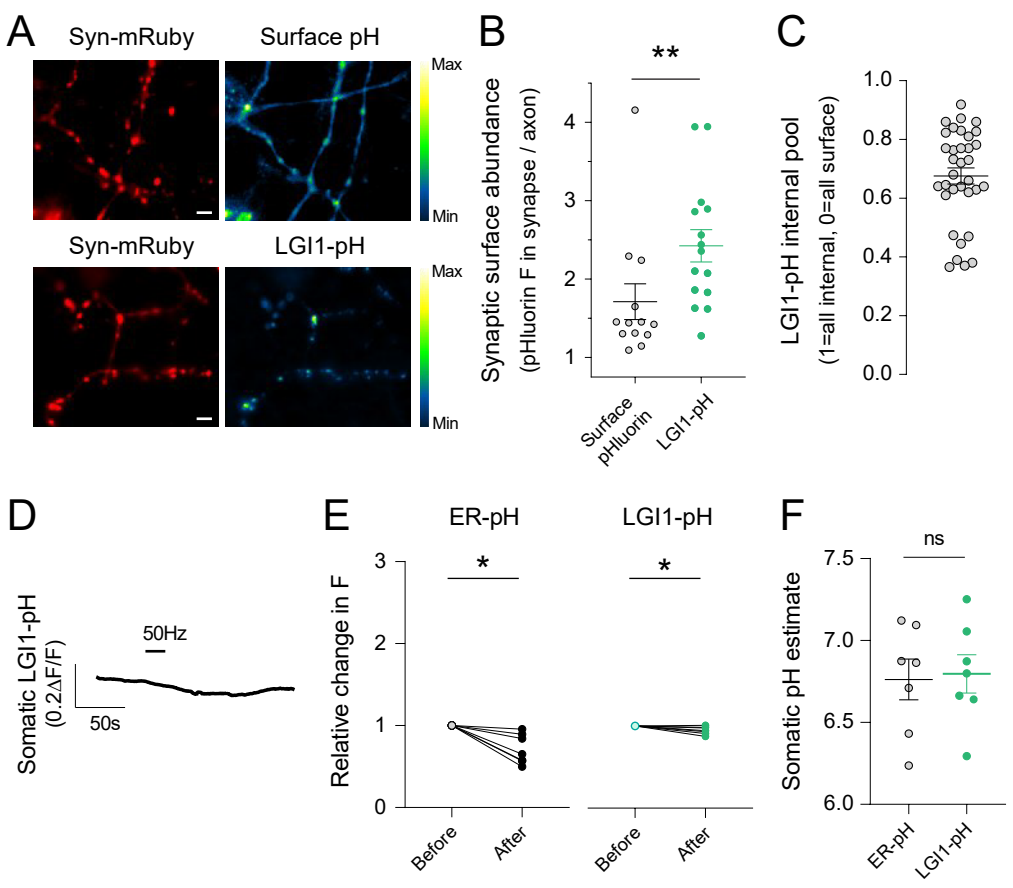 A
Syn-mRuby
Surface pH
Max
Min
Syn-mRuby
LGI1-pH
Max
Min
B
Synaptic surface abundance
(pHluorin F in synapse / axon)
**
4
3
2
1
Surface
pHluorin
LGI1-pH
C
LGI1-pH internal pool
(1=all internal, 0=all surface)
1.0
0.8
0.6
0.4
0.2
0.0
D
Somatic LGI1-pH
(0.2ΔF/F)
50Hz
50s
E
ER-pH
LGI1-pH
Relative change in F
3
2
1
0
*
*
Before
After
Before
After
F
Somatic pH estimate
ns
7.5
7.0
6.5
6.0
ER-pH
LGI1-pH